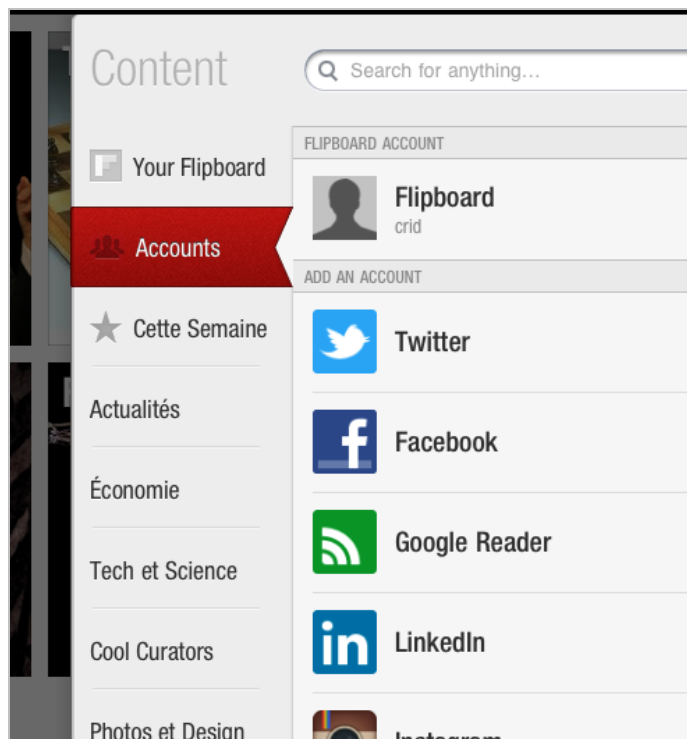 Content
Search for anything...
Your Flipboard
Accounts
Cette Semaine
Actualités
Économie
Tech et Science
Cool Curators
Photos et Design
FLIPBOARD ACCOUNT
Flipboard
crid
ADD AN ACCOUNT
Twitter
Facebook
Google Reader
LinkedIn
Instagram